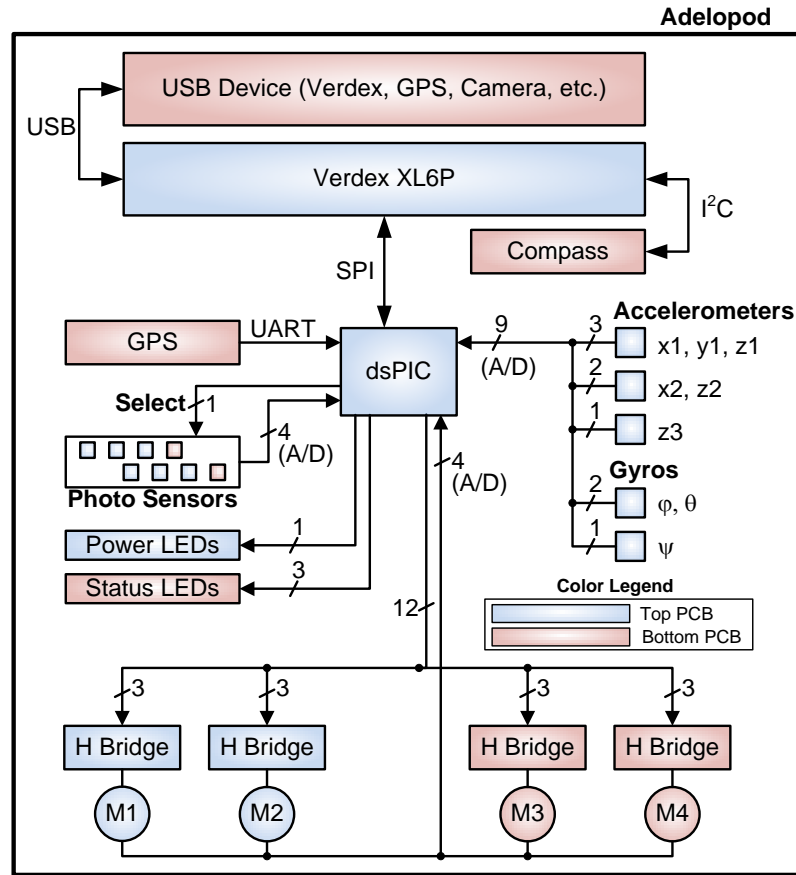 Adelopod
USB Device (Verdex, GPS, Camera, etc.)
USB
Verdex XL6P
I²C
Compass
SPI
Accelerometers
GPS
UART
dsPIC
9
(A/D)
3
x1, y1, z1
2
x2, z2
1
z3
Select
1
4
(A/D)
Photo Sensors
4
(A/D)
Gyros
2
φ, θ
1
ψ
Power LEDs
1
Status LEDs
3
12
Color Legend
Top PCB
Bottom PCB
3
3
3
3
H Bridge
H Bridge
H Bridge
H Bridge
M1
M2
M3
M4